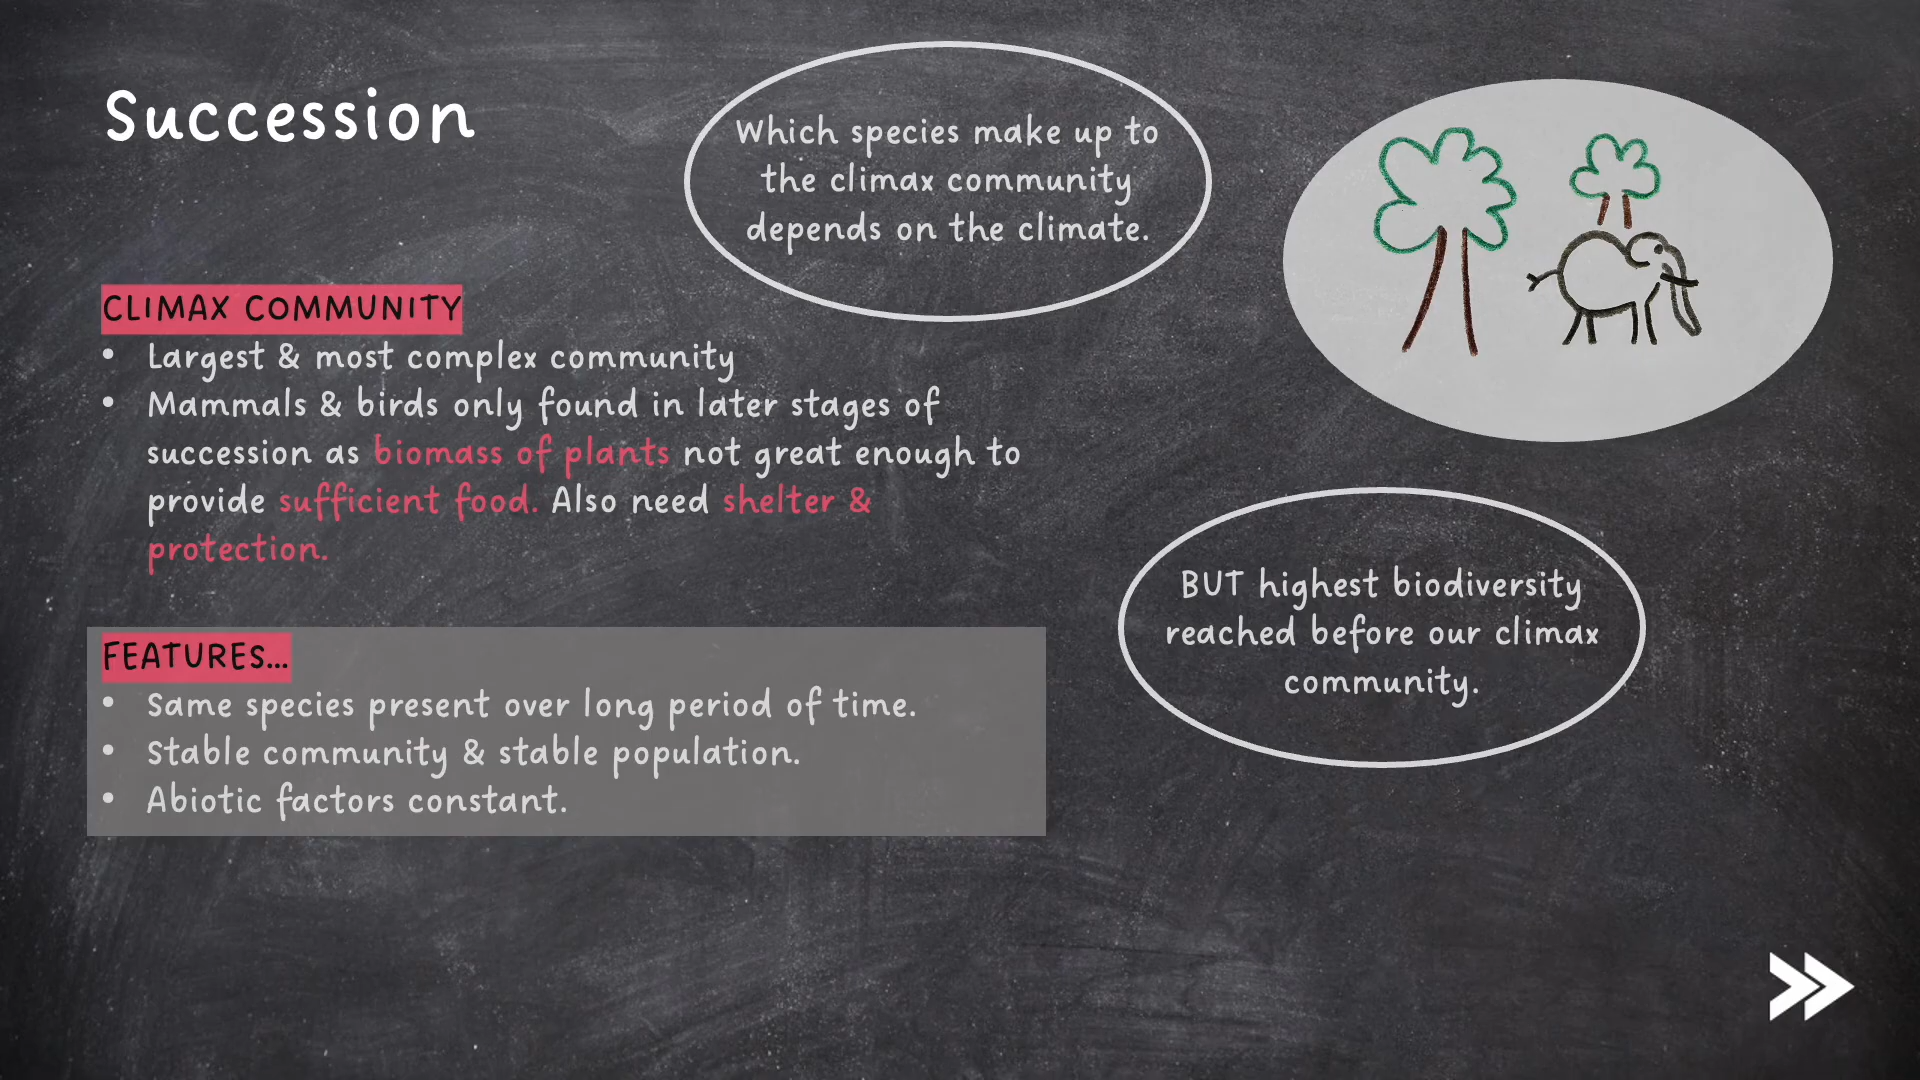 Succession
Which species make up to
the climax community
depends on the climate.
CLIMAX COMMUNITY
• Largest & most complex community
• Mammals & birds only found in later stages of
succession as biomass of plants not great enough to
provide sufficient food. Also need shelter &
protection.
BUT highest biodiversity
reached before our climax
community.
FEATURES...
• Same species present over long period of time.
• Stable community & stable population.
• Abiotic factors constant.